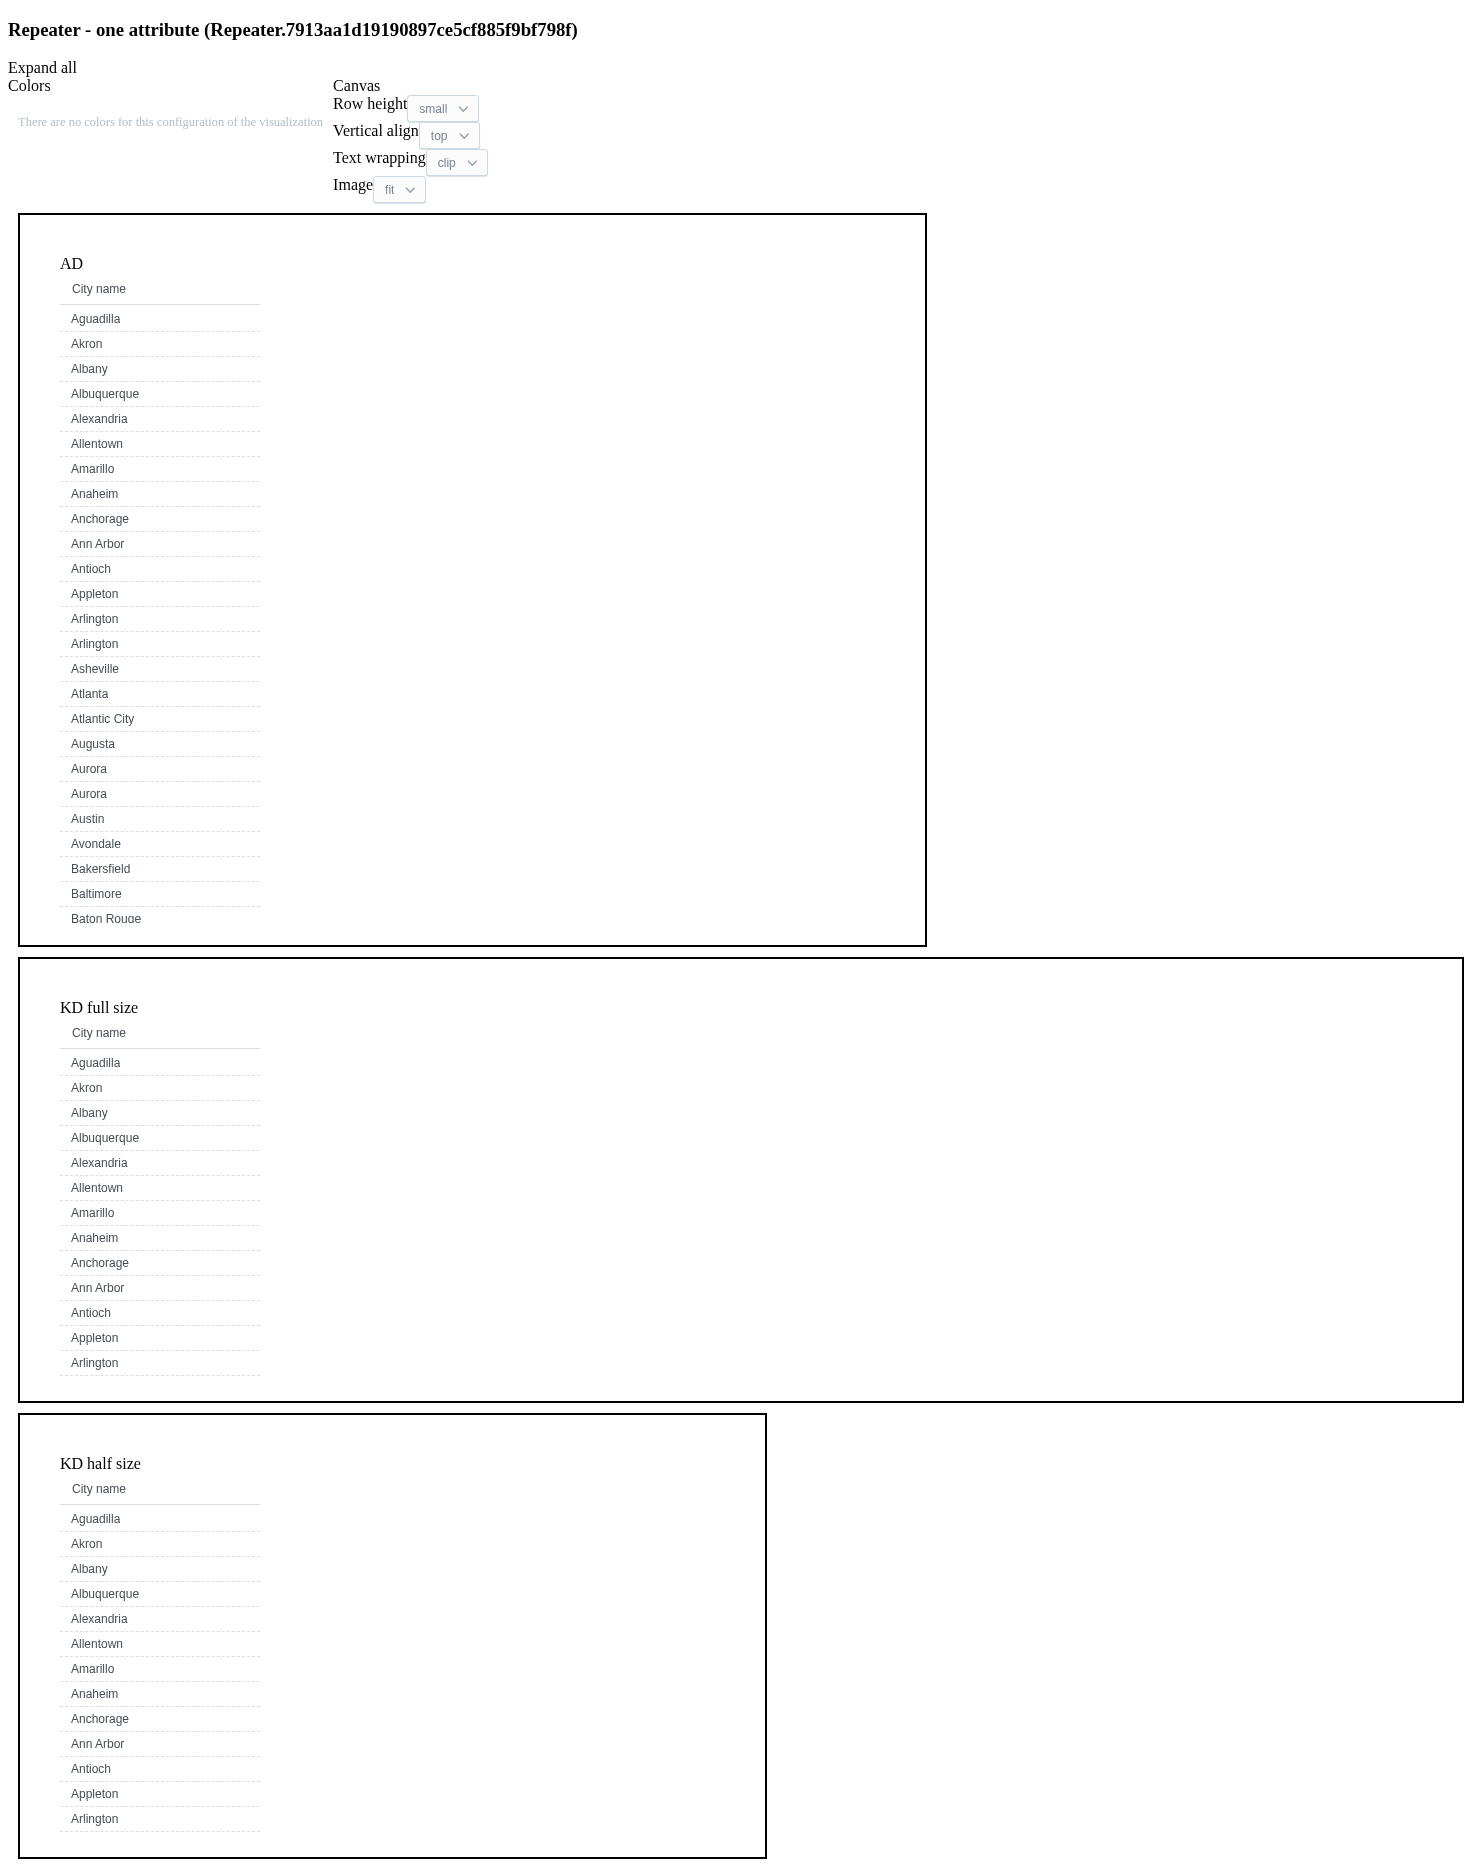 Repeater - one attribute (Repeater.7913aa1d19190897ce5cf885f9bf798f)
Expand all
Colors
There are no colors for this configuration of the visualization
Canvas
Row height small
Vertical align top
Text wrapping clip
Image fit
AD
City name
Aguadilla
Akron
Albany
Albuquerque
Alexandria
Allentown
Amarillo
Anaheim
Anchorage
Ann Arbor
Antioch
Appleton
Arlington
Arlington
Asheville
Atlanta
Atlantic City
Augusta
Aurora
Aurora
Austin
Avondale
Bakersfield
Baltimore
Baton Rouge
KD full size
City name
Aguadilla
Akron
Albany
Albuquerque
Alexandria
Allentown
Amarillo
Anaheim
Anchorage
Ann Arbor
Antioch
Appleton
Arlington
KD half size
City name
Aguadilla
Akron
Albany
Albuquerque
Alexandria
Allentown
Amarillo
Anaheim
Anchorage
Ann Arbor
Antioch
Appleton
Arlington